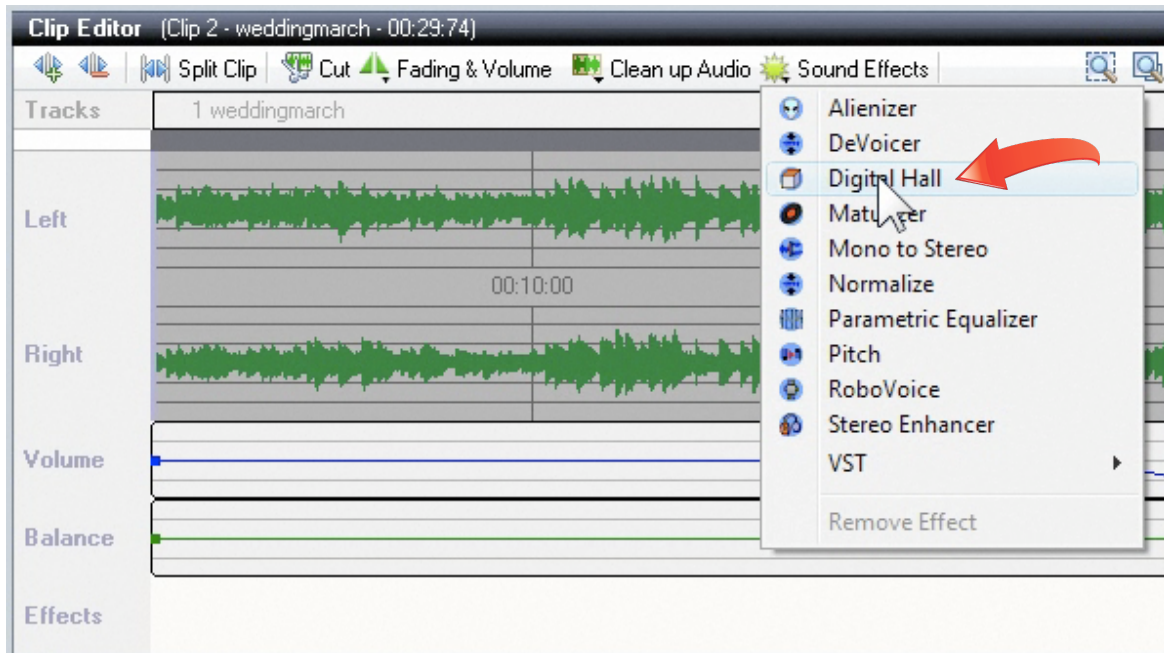 Clip Editor (Clip 2 - weddingmarch - 00:29:74)
Split Clip Cut Fading & Volume Clean up Audio Sound Effects
Tracks 1 weddingmarch
Alienizer
DeVoicer
Digital Hall
Left
Mono to Stereo
00:10:00 Normalize
Parametric Equalizer
Right Pitch
RoboVoice
Stereo Enhancer
Volume VST
Remove Effect
Balance
Effects